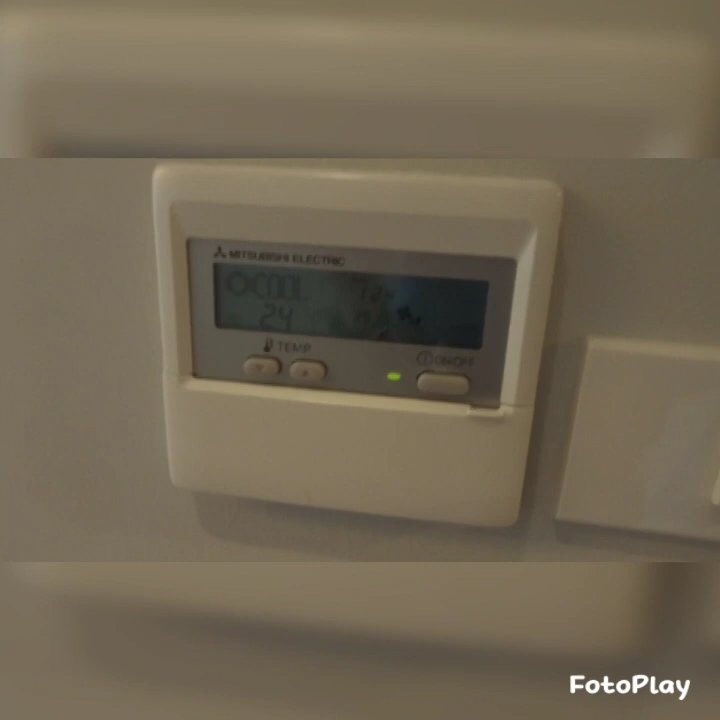 MITSUBISHI ELECTRIC
COOL
24
TEMP.
ON/OFF
FotoPlay